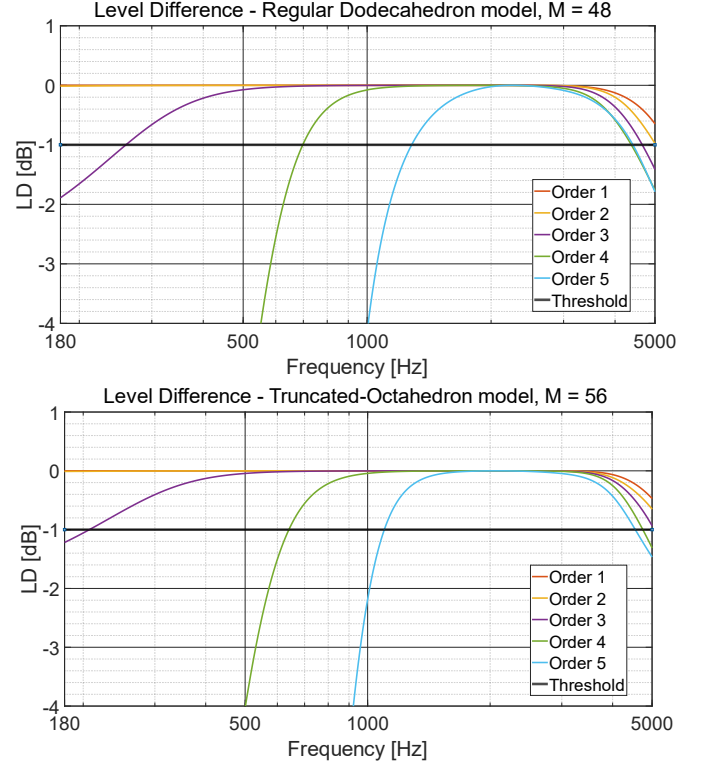 Level Difference - Regular Dodecahedron model, M = 48
1
0
-1
-2
-3
-4
LD [dB]
Order 1
Order 2
Order 3
Order 4
Order 5
Threshold
180
500
1000
5000
Frequency [Hz]
Level Difference - Truncated-Octahedron model, M = 56
1
0
-1
-2
-3
-4
LD [dB]
Order 1
Order 2
Order 3
Order 4
Order 5
Threshold
180
500
1000
5000
Frequency [Hz]